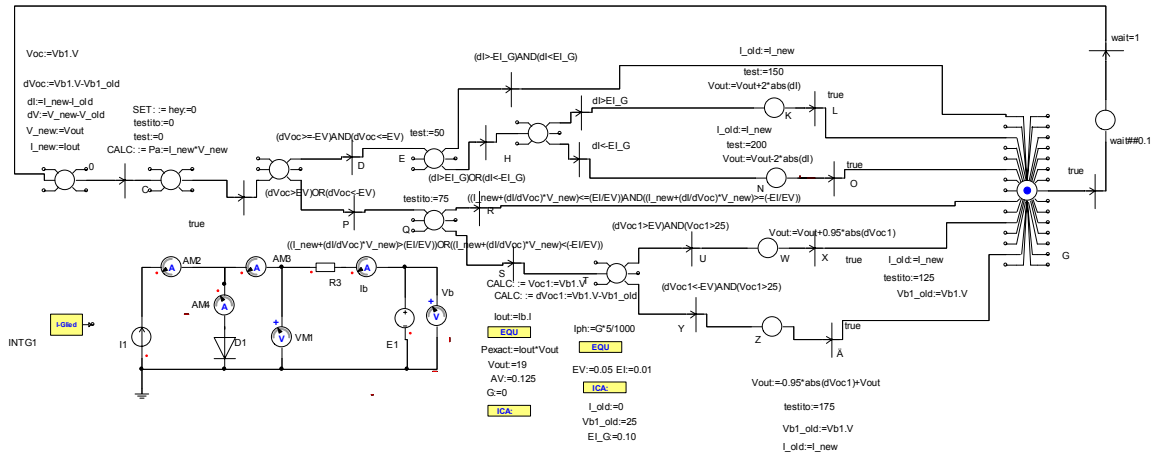 wait=1
I_old:=I_new
Voc:=Vb1.V
(dI>-EI_G)AND(dI<EI_G)
test:=150
dVoc:=Vb1.V-Vb1_old
Vout:=Vout+2*abs(dI)
true
dI:=I_new-I_old
SET: := hey:=0
dI>EI_G
K
L
dV:=V_new-V_old
testito:=0
I_old:=I_new
V_new:=Vout
test:=0
(dVoc>=-EV)AND(dVoc<=EV)
test:=50
test:=200
wait##0.1
I_new:=Iout
CALC: := Pa:=I_new*V_new
dI<-EI_G
Vout:=Vout-2*abs(dI)
0
D
E
H
true
true
C
(dVoc>EV)OR(dVoc<-EV)
(dI>EI_G)OR(dI<-EI_G)
N
O
testito:=75
((I_new+(dI/dVoc)*V_new)<=(EI/EV))AND((I_new+(dI/dVoc)*V_new)>=(-EI/EV))
R
true
P
Q
(dVoc1>EV)AND(Voc1>25)
Vout:=Vout+0.95*abs(dVoc1)
((I_new+(dI/dVoc)*V_new)>(EI/EV))OR((I_new+(dI/dVoc)*V_new)<(-EI/EV))
U
W
X
I_old:=I_new
G
AM2
AM3
true
S
T
testito:=125
A
A
A
R3
Ib
CALC: := Voc1:=Vb1.V
(dVoc1<-EV)AND(Voc1>25)
Vb1_old:=Vb1.V
CALC: := dVoc1:=Vb1.V-Vb1_old
AM4
A
Vb
Iout:=Ib.I
Iph:=G*5/1000
Y
Z
true
I-Glied
V
EQU
Ä
INTG1
I1
D1
VM1
V
E1
Pexact:=Iout*Vout
EQU
Vout:=19
EV:=0.05 EI:=0.01
AV:=0.125
Vout:=-0.95*abs(dVoc1)+Vout
G:=0
ICA:
testito:=175
ICA:
I_old:=0
Vb1_old:=25
Vb1_old:=Vb1.V
EI_G:=0.10
I_old:=I_new